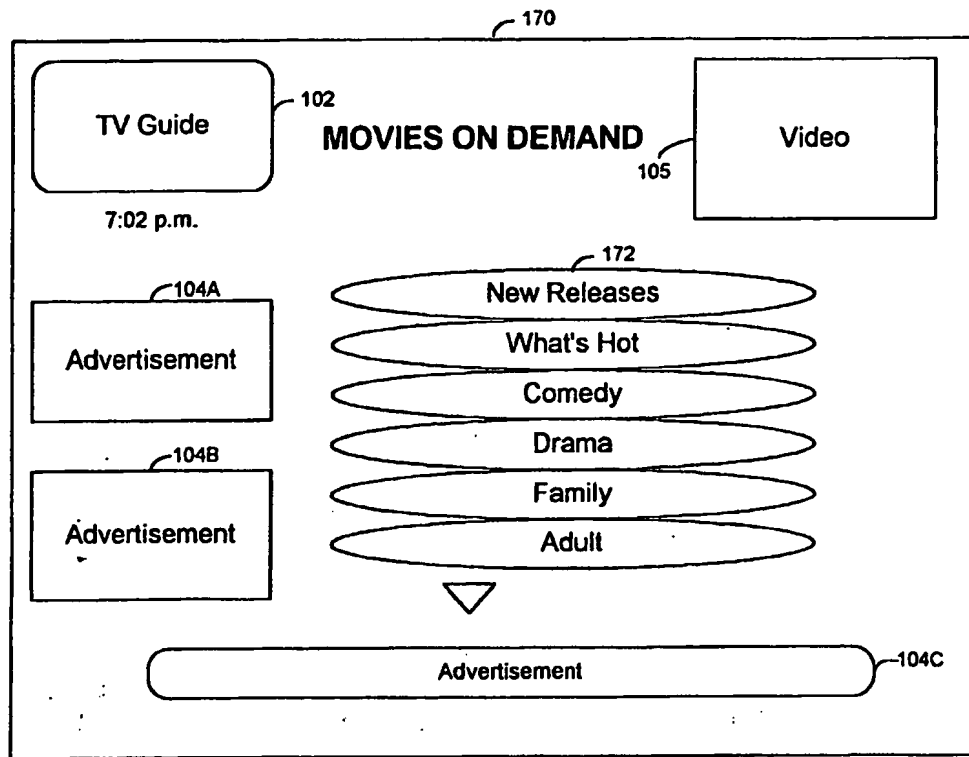 170
TV Guide
102
MOVIES ON DEMAND
105
Video
7:02 p.m.
172
104A
Advertisement
104B
Advertisement
New Releases
What's Hot
Comedy
Drama
Family
Adult
Advertisement
104C